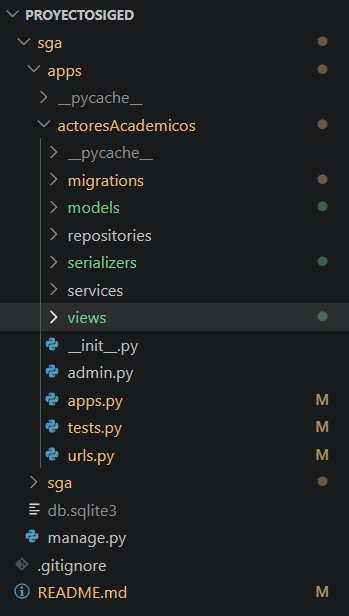 PROYECTOSIGED
sga
apps
__pycache__
actoresAcademicos
__pycache__
migrations
models
repositories
serializers
services
views
__init__.py
admin.py
apps.py M
tests.py M
urls.py M
sga
db.sqlite3
manage.py
.gitignore
README.md M